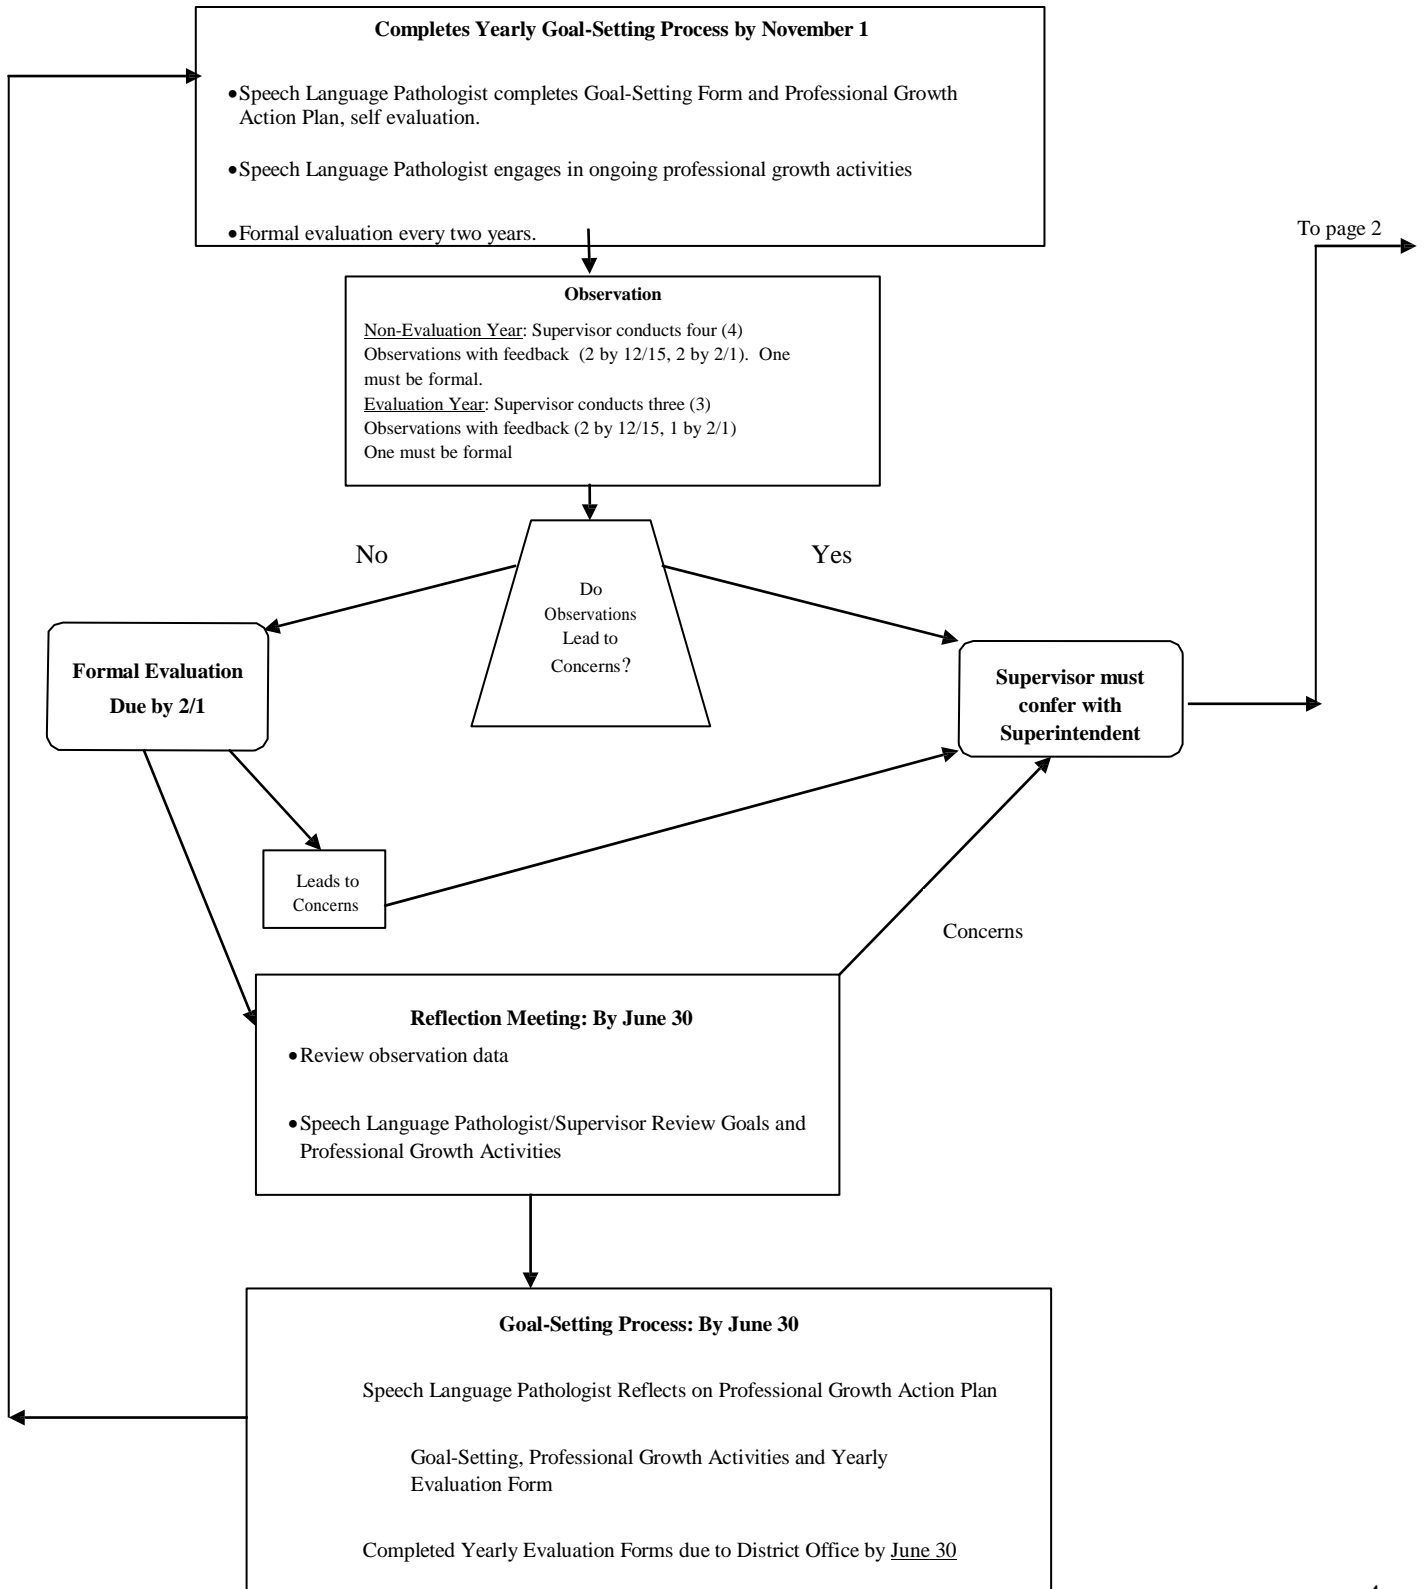 Completes Yearly Goal-Setting Process by November 1
•Speech Language Pathologist completes Goal-Setting Form and Professional Growth
Action Plan, self evaluation.
•Speech Language Pathologist engages in ongoing professional growth activities
•Formal evaluation every two years.
To page 2
Observation
Non-Evaluation Year: Supervisor conducts four (4)
Observations with feedback (2 by 12/15, 2 by 2/1). One
must be formal.
Evaluation Year: Supervisor conducts three (3)
Observations with feedback (2 by 12/15, 1 by 2/1)
One must be formal
No
Yes
Do
Observations
Lead to
Concerns?
Formal Evaluation
Due by 2/1
Supervisor must
confer with
Superintendent
Leads to
Concerns
Concerns
Reflection Meeting: By June 30
•Review observation data
•Speech Language Pathologist/Supervisor Review Goals and
Professional Growth Activities
Goal-Setting Process: By June 30
Speech Language Pathologist Reflects on Professional Growth Action Plan
Goal-Setting, Professional Growth Activities and Yearly
Evaluation Form
Completed Yearly Evaluation Forms due to District Office by June 30